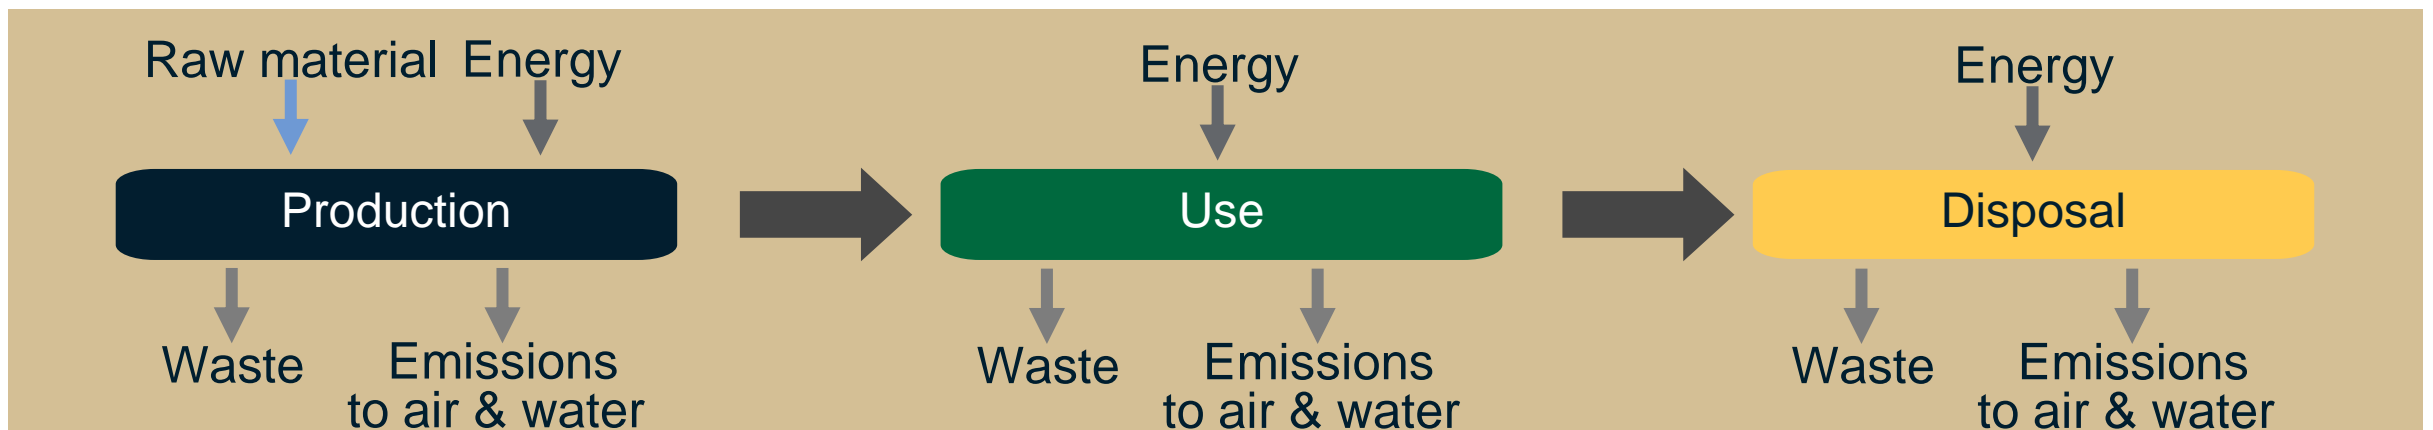 Raw material
Energy
Energy
Energy
Production
Use
Disposal
Waste
Emissions
to air & water
Waste
Emissions
to air & water
Waste
Emissions
to air & water